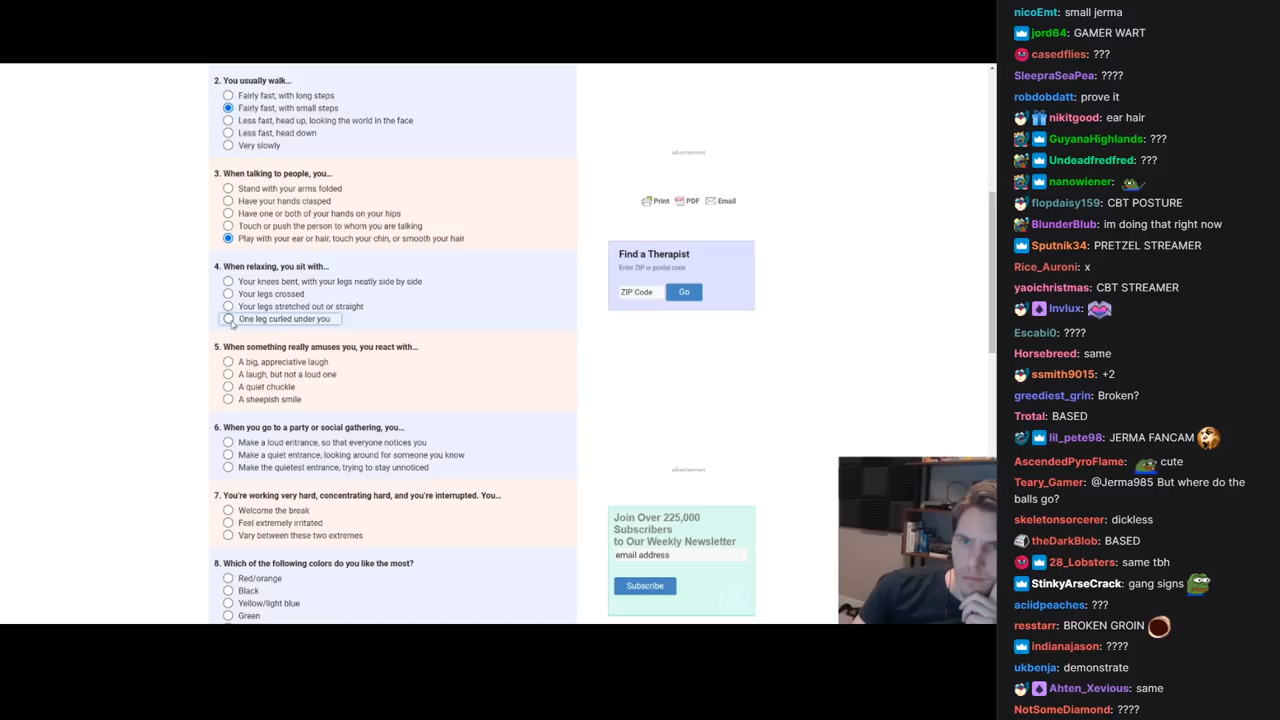 2. You usually walk...
Fairly fast, with long steps
Fairly fast, with small steps
Less fast, head up, looking the world in the face
Less fast, head down
Very slowly
3. When talking to people, you...
Stand with your arms folded
Have your hands clasped
Have one or both of your hands on your hips
Touch or push the person to whom you are talking
Play with your ear or hair, touch your chin, or smooth your hair
4. When relaxing, you sit with...
Your knees bent, with your legs neatly side by side
Your legs crossed
Your legs stretched out or straight
One leg curled under you
5. When something really amuses you, you react with...
A big, appreciative laugh
A laugh, but not a loud one
A quiet chuckle
A sheepish smile
6. When you go to a party or social gathering, you...
Make a loud entrance, so that everyone notices you
Make a quiet entrance, looking around for someone you know
Make the quietest entrance, trying to stay unnoticed
7. You're working very hard, concentrating hard, and you're interrupted. You...
Welcome the break
Feel extremely irritated
Vary between these two extremes
8. Which of the following colors do you like the most?
Red/orange
Black
Yellow/light blue
Green
advertisement
Print PDF Email
Find a Therapist
Enter ZIP or postal code
ZIP Code Go
advertisement
Join Over 225,000
Subscribers
to Our Weekly Newsletter
email address
Subscribe
nicoEmt: small jerma
jord64: GAMER WART
casedflies: ???
SleepraSeaPea: ????
robdobdatt: prove it
nikitgood: ear hair
GuyanaHighlands: ???
Undeadfredfred: ???
nanowiener:
flopdaisy159: CBT POSTURE
BlunderBlub: im doing that right now
Sputnik34: PRETZEL STREAMER
Rice_Auroni: x
yaoichristmas: CBT STREAMER
Invlux:
Escabi0: ????
Horsebreed: same
ssmith9015: +2
greediest_grin: Broken?
Trotal: BASED
lil_pete98: JERMA FANCAM
AscendedPyroFlame: cute
Teary_Gamer: @Jerma985 But where do the
balls go?
skeletonsorcerer: dickless
theDarkBlob: BASED
28_Lobsters: same tbh
StinkyArseCrack: gang signs
aciidpeaches: ???
resstarr: BROKEN GROIN
indianajason: ????
ukbenja: demonstrate
Ahten_Xevious: same
NotSomeDiamond: ????